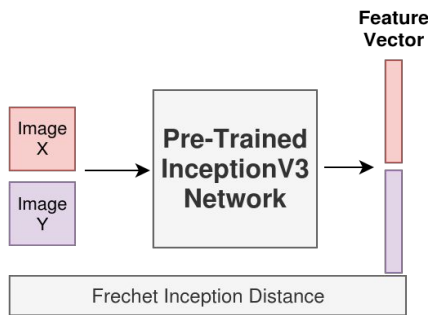 Feature
Vector
Image
X
Pre-Trained
InceptionV3
Network
Image
Y
Frechet Inception Distance